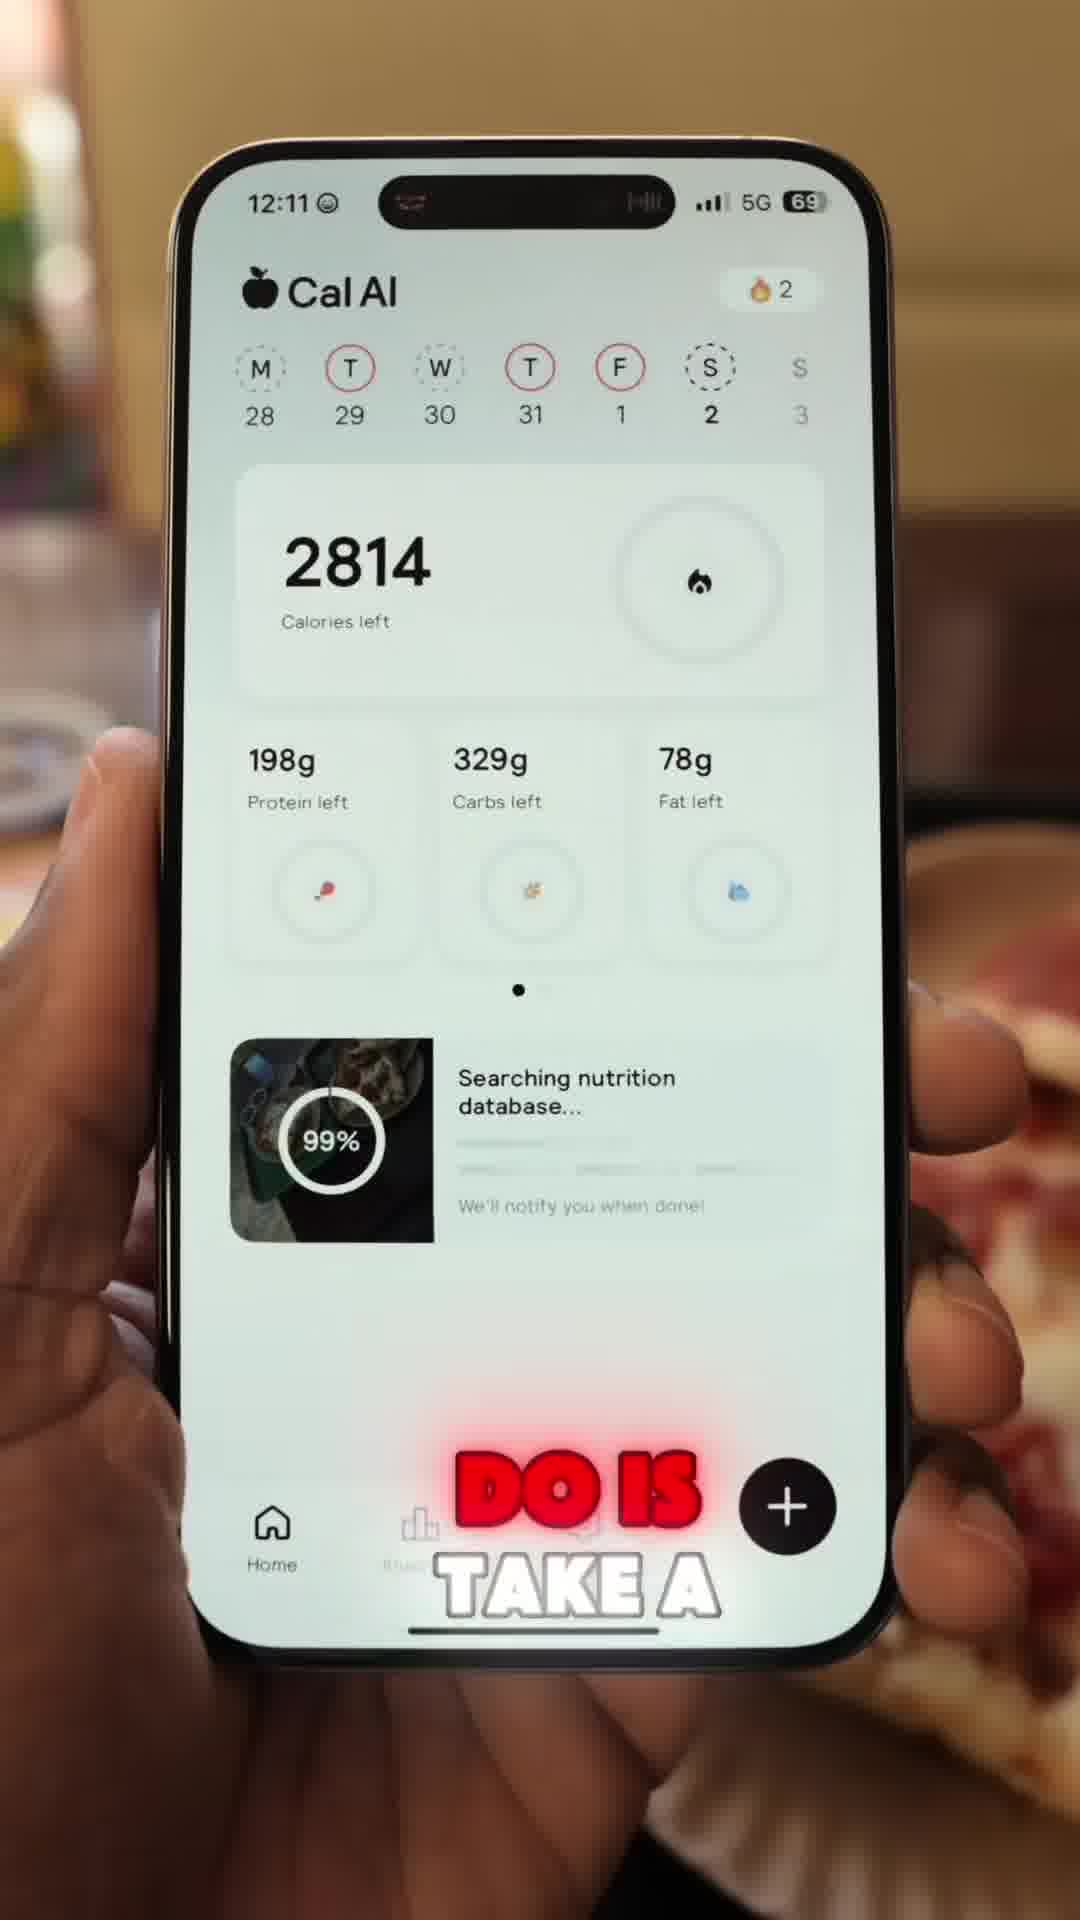 12:11 5G 69
Cal AI 2
M T W T F S S
28 29 30 31 1 2 3
2814
Calories left
198g 329g 78g
Protein left Carbs left Fat left
99%
Searching nutrition
database...
We'll notify you when done!
DO IS
Home
TAKE A